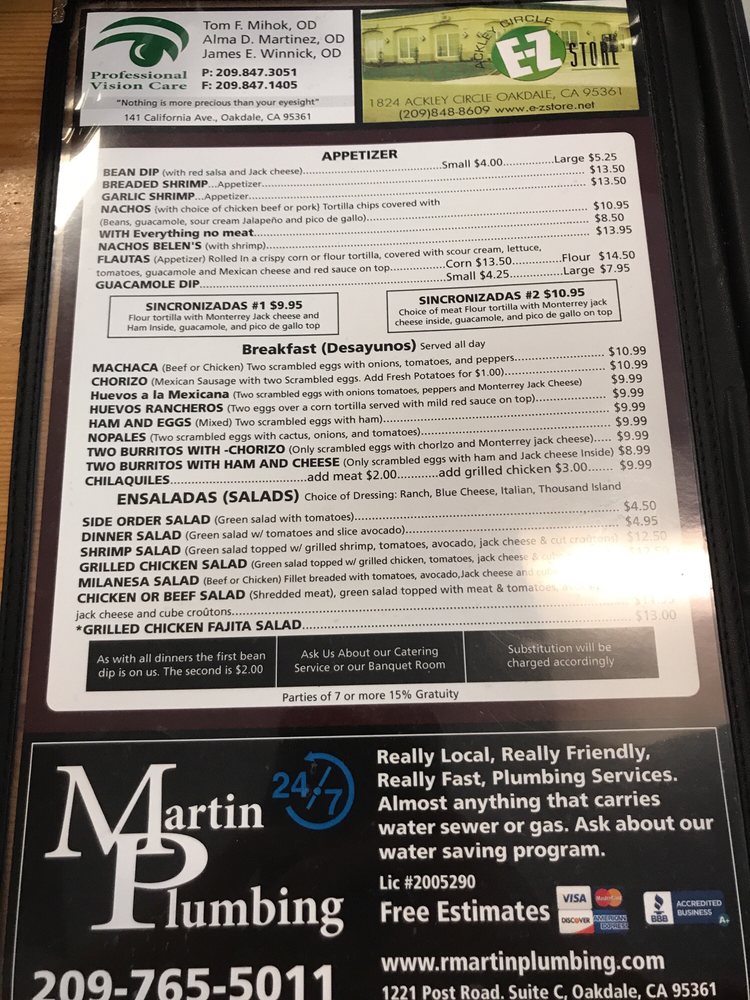 Professional
Vision Care
Tom F. Mihok, OD
Alma D. Martinez, OD
James E. Winnick, OD
P: 209.847.3051
F: 209.847.1405
"Nothing is more precious than your eyesight"
141 California Ave., Oakdale, CA 95361
ACKLEY CIRCLE
E-Z STORE
1824 ACKLEY CIRCLE OAKDALE, CA 95361
(209)848-8609 www.e-zstore.net
APPETIZER
BEAN DIP (with red salsa and Jack cheese)....Small $4.00....Large $5.25
BREADED SHRIMP...Appetizer.... $13.50
GARLIC SHRIMP...Appetizer.... $13.50
NACHOS (with choice of chicken beef or pork) Tortilla chips covered with
(Beans, guacamole, sour cream Jalapeño and pico de gallo).... $10.95
WITH Everything no meat.... $8.50
NACHOS BELEN'S (with shrimp).... $13.95
FLAUTAS (Appetizer) Rolled In a crispy corn or flour tortilla, covered with scour cream, lettuce,
tomatoes, guacamole and Mexican cheese and red sauce on top....Corn $13.50....Flour $14.50
GUACAMOLE DIP....Small $4.25....Large $7.95
SINCRONIZADAS #1 $9.95
Flour tortilla with Monterrey Jack cheese and
Ham Inside, guacamole, and pico de gallo top
SINCRONIZADAS #2 $10.95
Choice of meat Flour tortilla with Monterrey jack
cheese inside, guacamole, and pico de gallo on top
Breakfast (Desayunos) Served all day
MACHACA (Beef or Chicken) Two scrambled eggs with onions, tomatoes, and peppers.... $10.99
CHORIZO (Mexican Sausage with two Scrambled eggs. Add Fresh Potatoes for $1.00).... $10.99
Huevos a la Mexicana (Two scrambled eggs with onions tomatoes, peppers and Monterrey Jack Cheese) $9.99
HUEVOS RANCHEROS (Two eggs over a corn tortilla served with mild red sauce on top).... $9.99
HAM AND EGGS (Mixed) Two scrambled eggs with ham).... $9.99
NOPALES (Two scrambled eggs with cactus, onions, and tomatoes).... $9.99
TWO BURRITOS WITH -CHORIZO (Only scrambled eggs with chorizo and Monterrey jack cheese)..... $9.99
TWO BURRITOS WITH HAM AND CHEESE (Only scrambled eggs with ham and Jack cheese Inside) $8.99
CHILAQUILES....add meat $2.00....add grilled chicken $3.00....... $9.99
ENSALADAS (SALADS) Choice of Dressing: Ranch, Blue Cheese, Italian, Thousand Island
SIDE ORDER SALAD (Green salad with tomatoes).... $4.50
DINNER SALAD (Green salad w/ tomatoes and slice avocado).... $4.95
SHRIMP SALAD (Green salad topped w/ grilled shrimp, tomatoes, avocado, jack cheese & cut croûtons) $12.50
GRILLED CHICKEN SALAD (Green salad topped w/ grilled chicken, tomatoes, jack cheese &
MILANESA SALAD (Beef or Chicken) Fillet breaded with tomatoes, avocado,Jack cheese and
CHICKEN OR BEEF SALAD (Shredded meat), green salad topped with meat & tomatoes,
jack cheese and cube croûtons....
*GRILLED CHICKEN FAJITA SALAD.... $13.00
As with all dinners the first bean
dip is on us. The second is $2.00
Ask Us About our Catering
Service or our Banquet Room
Substitution will be
charged accordingly
Parties of 7 or more 15% Gratuity
Martin
Plumbing
24/7
209-765-5011
Really Local, Really Friendly,
Really Fast, Plumbing Services.
Almost anything that carries
water sewer or gas. Ask about our
water saving program.
Lic #2005290
Free Estimates
VISA
MasterCard
DISCOVER
AMERICAN EXPRESS
BBB
ACCREDITED
BUSINESS
A+
www.rmartinplumbing.com
1221 Post Road. Suite C, Oakdale, CA 95361